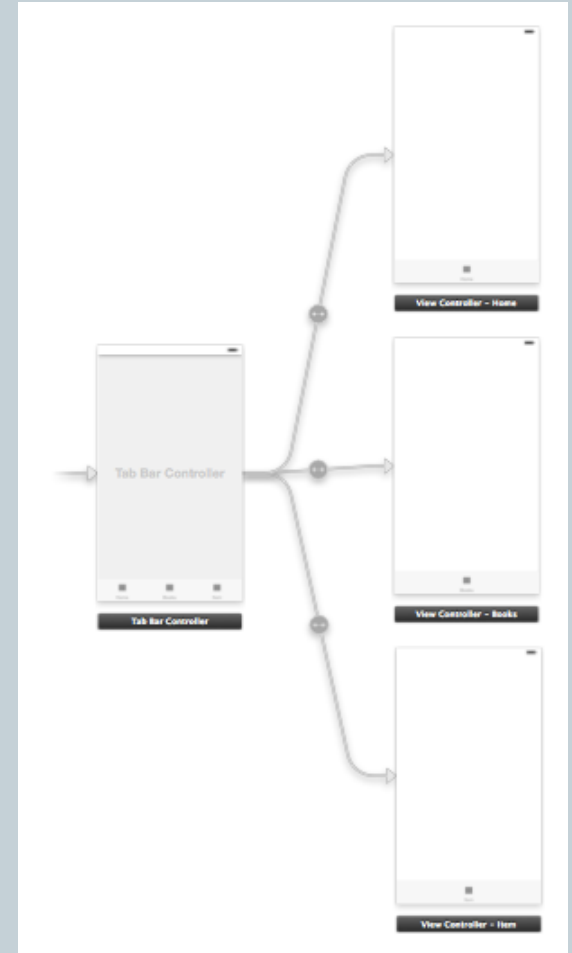 View Controller – Home
Tab Bar Controller
Tab Bar Controller
View Controller – Books
View Controller – Item